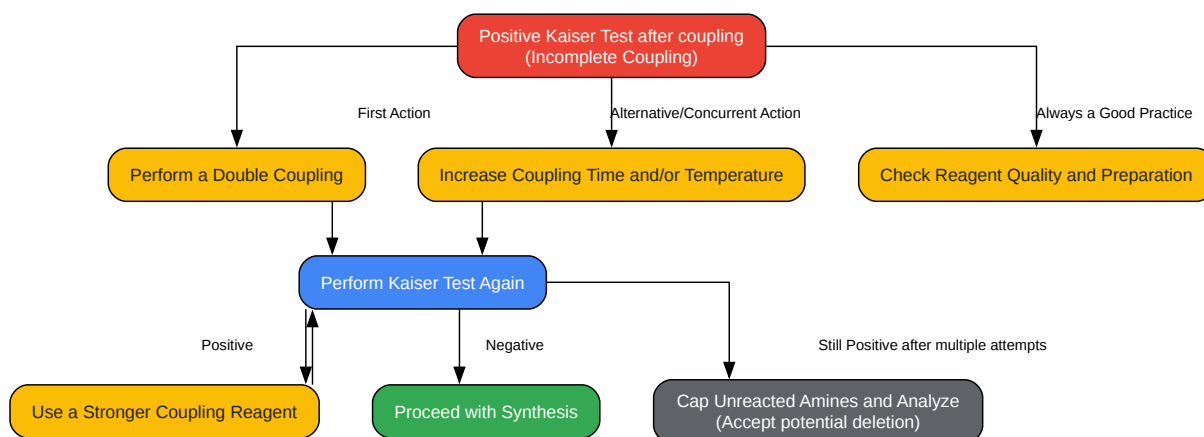 Positive Kaiser Test after coupling
(Incomplete Coupling)
First Action
Alternative/Concurrent Action
Always a Good Practice
Perform a Double Coupling
Increase Coupling Time and/or Temperature
Check Reagent Quality and Preparation
Perform Kaiser Test Again
Positive
Negative
Still Positive after multiple attempts
Use a Stronger Coupling Reagent
Proceed with Synthesis
Cap Unreacted Amines and Analyze
(Accept potential deletion)